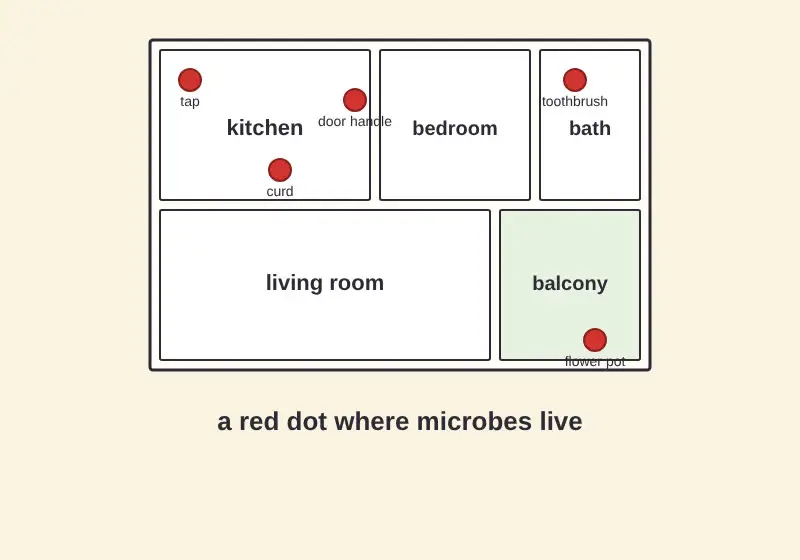 tap
door handle
kitchen
curd
bedroom
toothbrush
bath
living room
balcony
flower pot
a red dot where microbes live